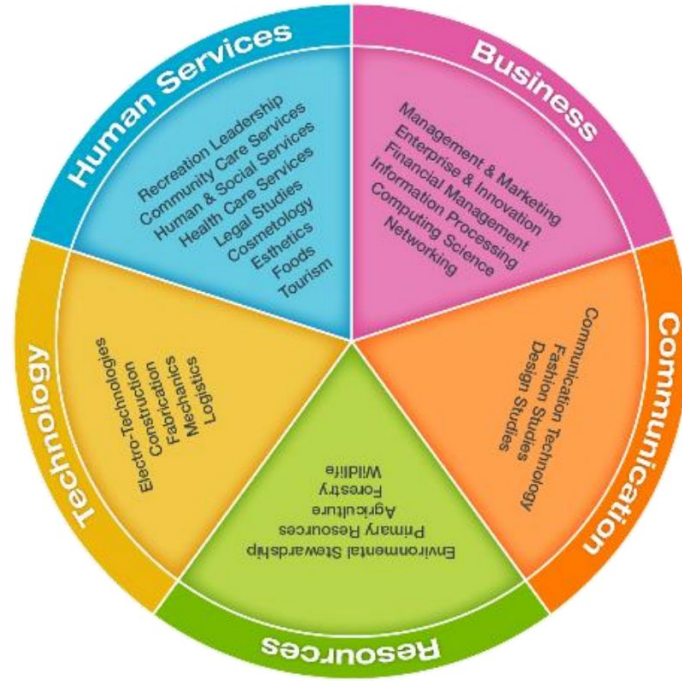 Human Services
Recreation Leadership
Community Care Services
Human & Social Services
Health Care Services
Legal Studies
Cosmetology
Esthetics
Foods
Tourism
Business
Management & Marketing
Enterprise & Innovation
Financial Management
Information Processing
Computing Science
Networking
Communication
Communication Technology
Fashion Studies
Design Studies
Resources
Environmental Stewardship
Primary Resources
Agriculture
Forestry
Wildlife
Technology
Electro-Technologies
Construction
Fabrication
Mechanics
Logistics